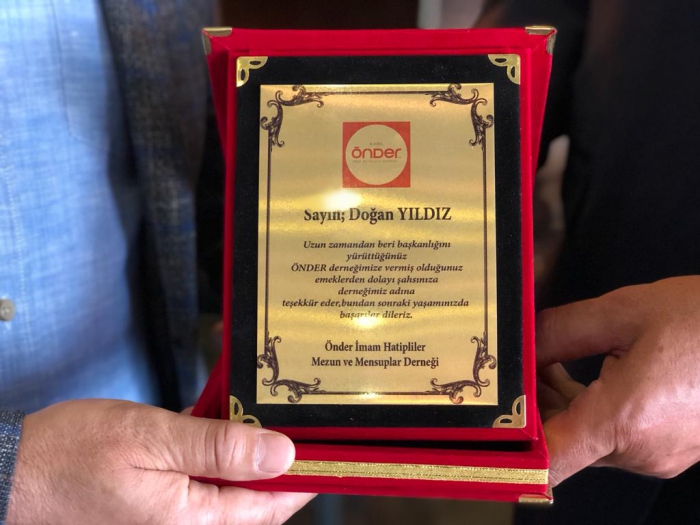 önder
Sayın; Doğan YILDIZ
Uzun zamandan beri başkanlığını
yürüttüğünüz
ÖNDER derneğimize vermiş olduğunuz
emeklerden dolayı şahsınıza
derneğimiz adına
teşekkür eder,bundan sonraki yaşamınızda
başarılar dileriz.
Önder İmam Hatipliler
Mezun ve Mensuplar Derneği